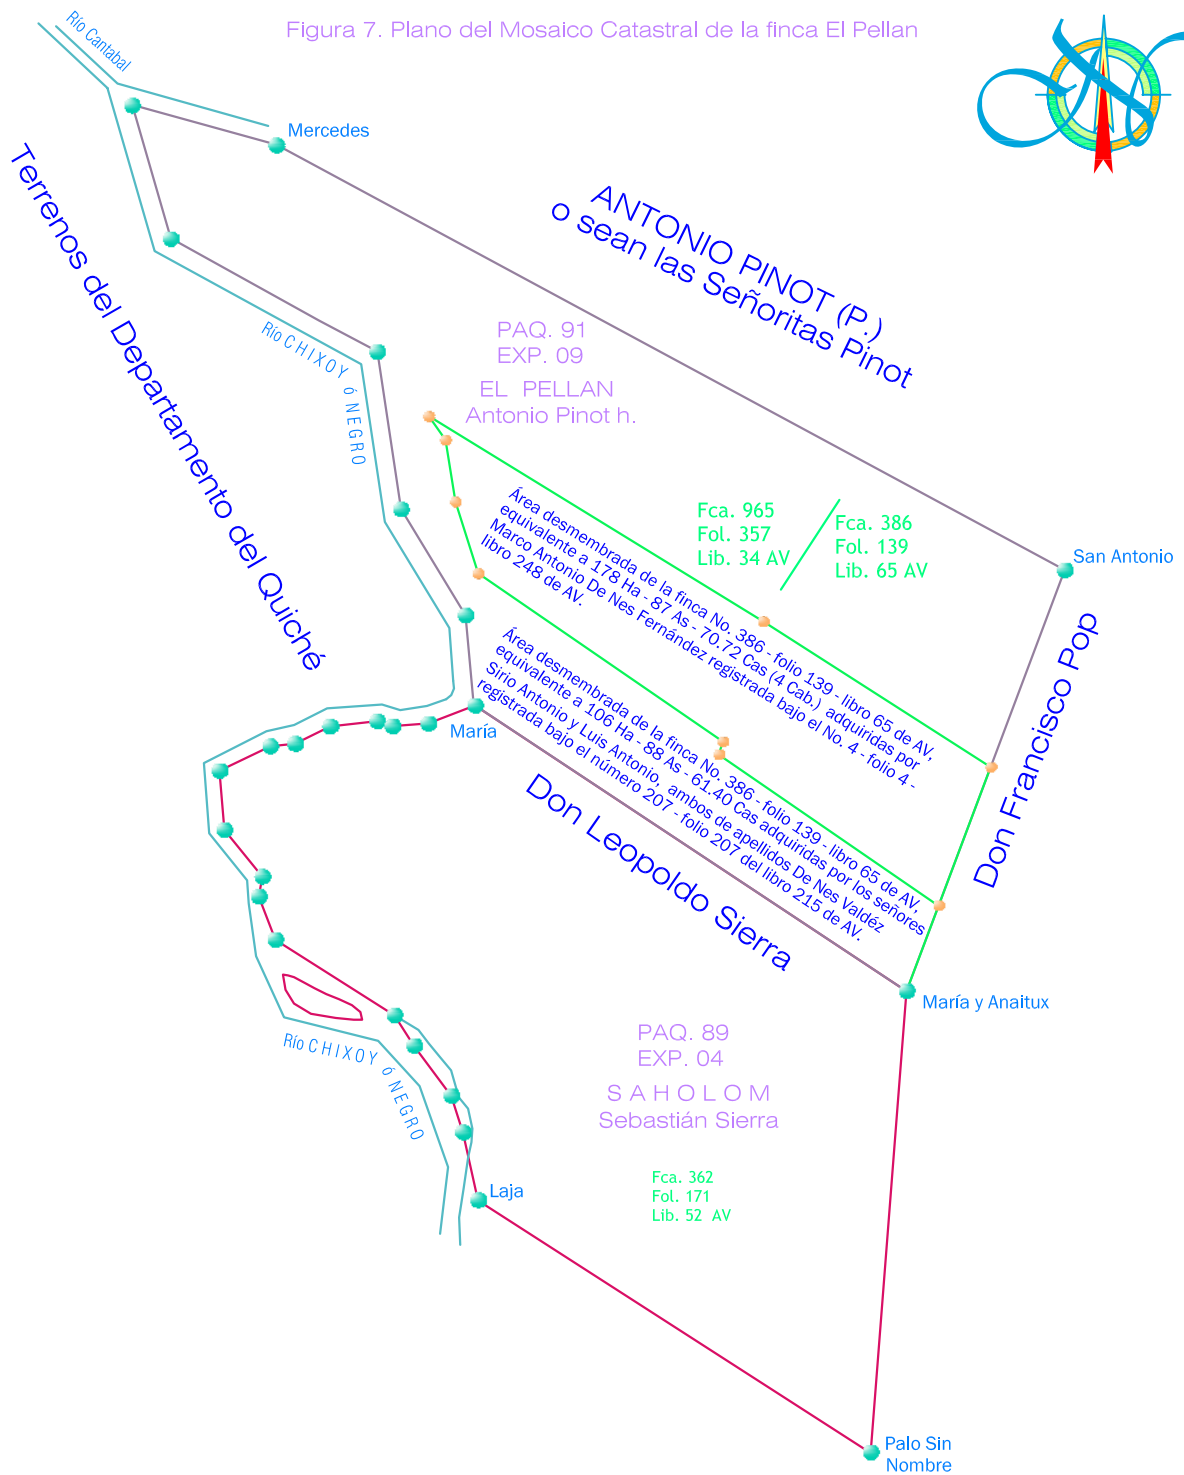 Figura 7. Plano del Mosaico Catastral de la finca El Pellan
N
Río Cantabal
Mercedes
Terrenos del Departamento del Quiché
ANTONIO PINOT (P.)
o sean las Señoritas Pinot
Río CHIXOY ó NEGRO
PAQ. 91
EXP. 09
EL PELLAN
Antonio Pinot h.
Fca. 965
Fol. 357
Lib. 34 AV
Fca. 386
Fol. 139
Lib. 65 AV
San Antonio
Área desmembrada de la finca No. 386 - folio 139 - libro 65 de AV,
equivalente a 178 Ha - 87 As - 70.72 Cas (4 Cab.) adquiridas por
Marco Antonio De Nes Fernández registrada bajo el No. 4 - folio 4 -
libro 248 de AV.
Don Francisco Pop
Área desmembrada de la finca No. 386 - folio 139 - libro 65 de AV,
equivalente a 106 Ha - 88 As - 61.40 Cas adquiridas por los señores
Sirio Antonio y Luis Antonio, ambos de apellidos De Nes Valdéz
registrada bajo el número 207 - folio 207 del libro 215 de AV.
María
Don Leopoldo Sierra
María y Anaitux
Río CHIXOY ó NEGRO
PAQ. 89
EXP. 04
SAHOLOM
Sebastián Sierra
Fca. 362
Fol. 171
Lib. 52 AV
Laja
Palo Sin
Nombre